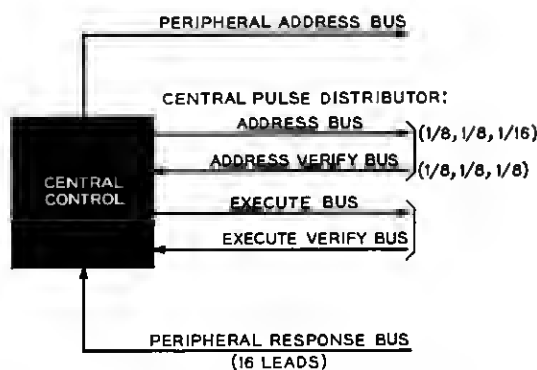 PERIPHERAL ADDRESS BUS
CENTRAL PULSE DISTRIBUTOR:
ADDRESS BUS (1/8, 1/8, 1/16)
ADDRESS VERIFY BUS (1/8, 1/8, 1/8)
CENTRAL
CONTROL
EXECUTE BUS
EXECUTE VERIFY BUS
PERIPHERAL RESPONSE BUS
(16 LEADS)